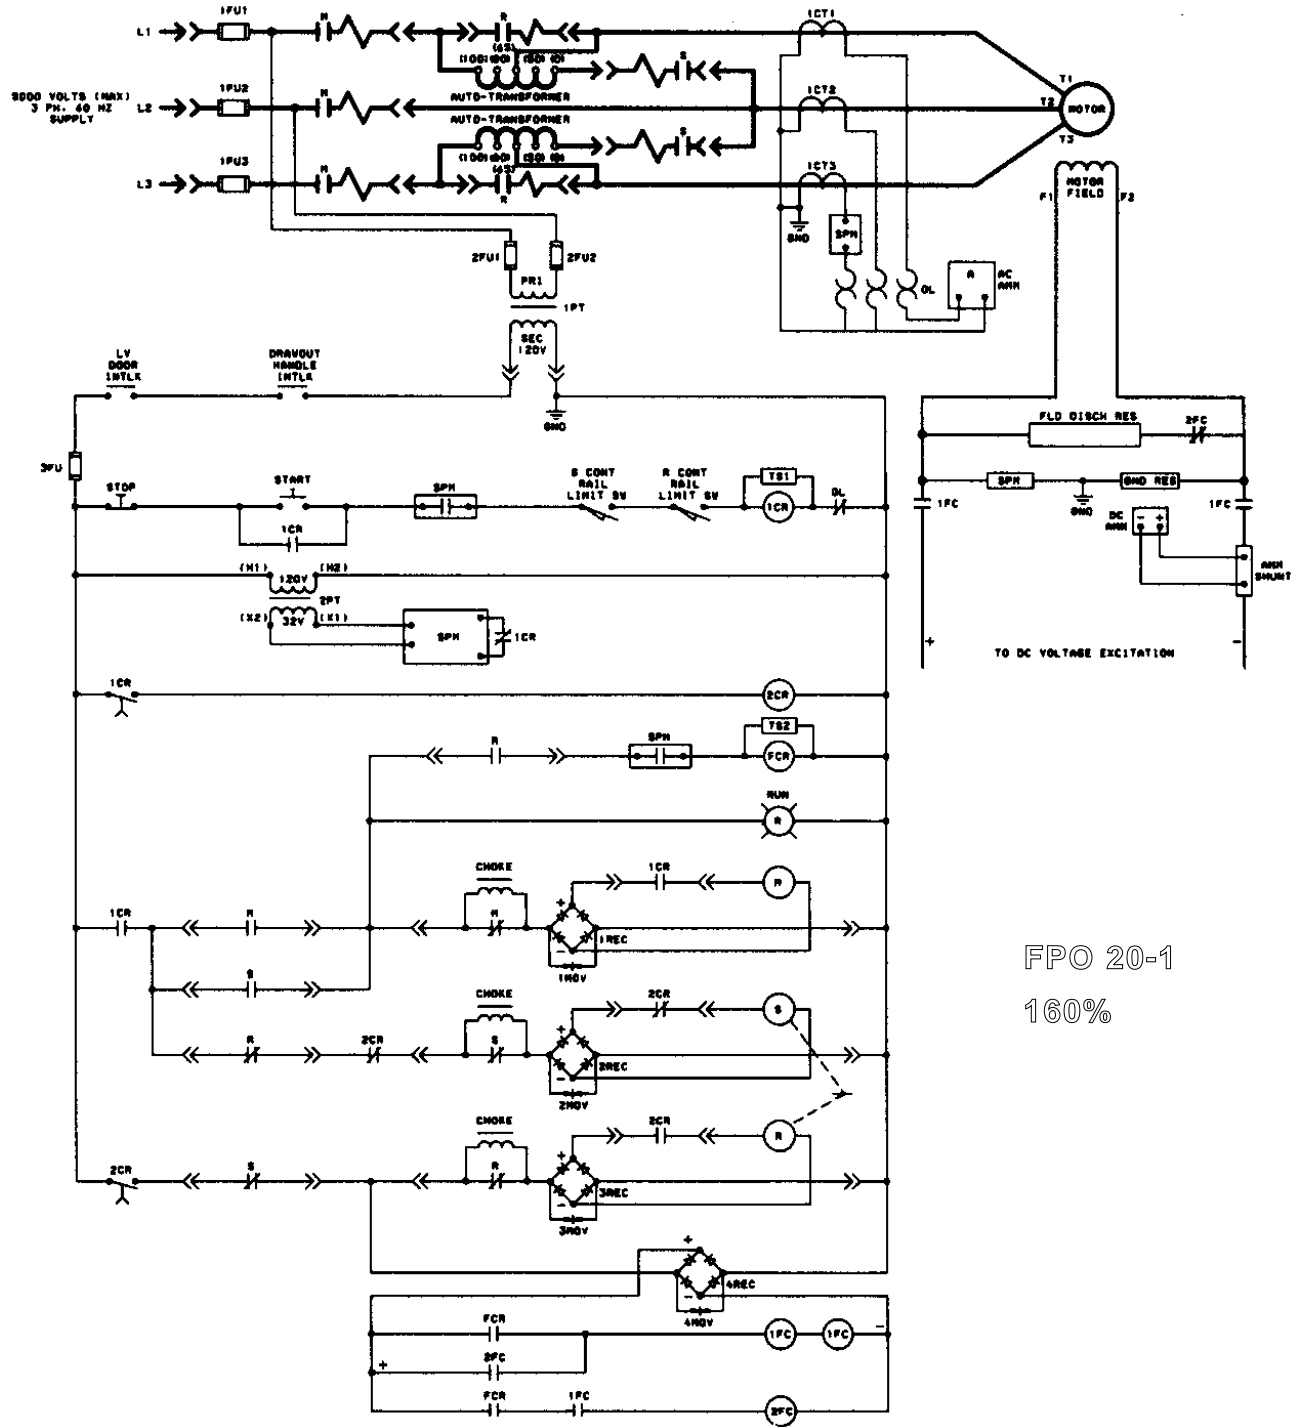 1FU1 M R 1CT1
L1
(65)
(100)(80) (50)(0) S
AUTO-TRANSFORMER T1
5000 VOLTS (MAX)
3 PH. 60 HZ
SUPPLY
1FU2 M 1CT2
L2 T2 MOTOR
AUTO-TRANSFORMER
S
T3
1FU3 M (100)(80) (50)(0) 1CT3
L3 (65)
R
MOTOR
FIELD
F1 F2
GND SPM
2FU1 2FU2
PRI
1PT
SEC
120V
OL A AC
AMM
LV
DOOR
INTLK
DRAWOUT
HANDLE
INTLK
GND
FLD DISCH RES 2FC
3FU
STOP START SPM
S CONT
RAIL
LIMIT SW
R CONT
RAIL
LIMIT SW
TS1
1CR OL
1CR
SPM GND RES
GND
1FC 1FC
DC
AMM
- +
AMM
SHUNT
(H1) 120V (H2)
2PT
(X2) 32V (X1)
SPM 1CR
+ -
TO DC VOLTAGE EXCITATION
1CR 2CR
R SPM TS2
FCR
RUN
R
CHOKE 1CR M
1CR M M + - 1REC
1MOV
S
CHOKE 2CR S
R 2CR S + - 2REC
2MOV
CHOKE 2CR R
2CR S R + - 3REC
3MOV
+ - 4REC
4MOV
FCR 1FC 1FC -
+ 2FC
FCR 1FC 2FC
FPO 20-1
160%